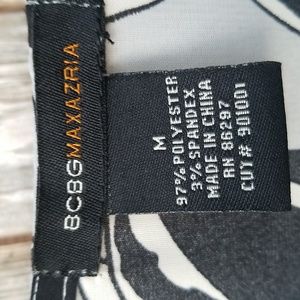 BCBGMAXAZRIA
M
97% POLYESTER
3% SPANDEX
MADE IN CHINA
RN 86297
CUT# 901001